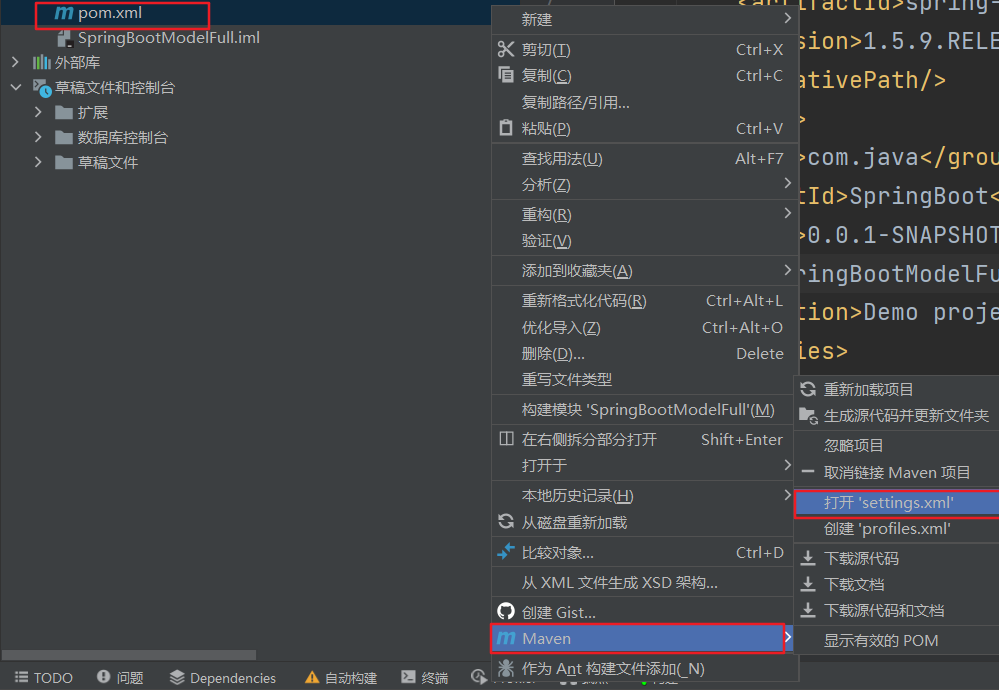 pom.xml
SpringBootModelFull.iml
外部库
草稿文件和控制台
扩展
数据库控制台
草稿文件
新建
剪切(T) Ctrl+X
复制(C) Ctrl+C
复制路径/引用...
粘贴(P) Ctrl+V
查找用法(U) Alt+F7
分析(Z)
重构(R)
验证(V)
添加到收藏夹(A)
重新格式化代码(R) Ctrl+Alt+L
优化导入(Z) Ctrl+Alt+O
删除(D)... Delete
重写文件类型
构建模块 'SpringBootModelFull'(M)
在右侧拆分部分打开 Shift+Enter
打开于
本地历史记录(H)
从磁盘重新加载
比较对象... Ctrl+D
从 XML 文件生成 XSD 架构...
创建 Gist...
Maven
作为 Ant 构建文件添加(_N)
<artifactId>spring-
sion>1.5.9.RELE
ativePath/>
>
>com.java</grou
tId>SpringBoot<
>0.0.1-SNAPSHOT
ringBootModelFu
tion>Demo proje
ies>
重新加载项目
生成源代码并更新文件夹
忽略项目
取消链接 Maven 项目
打开 'settings.xml'
创建 'profiles.xml'
下载源代码
下载文档
下载源代码和文档
显示有效的 POM
TODO 问题 Dependencies 自动构建 终端